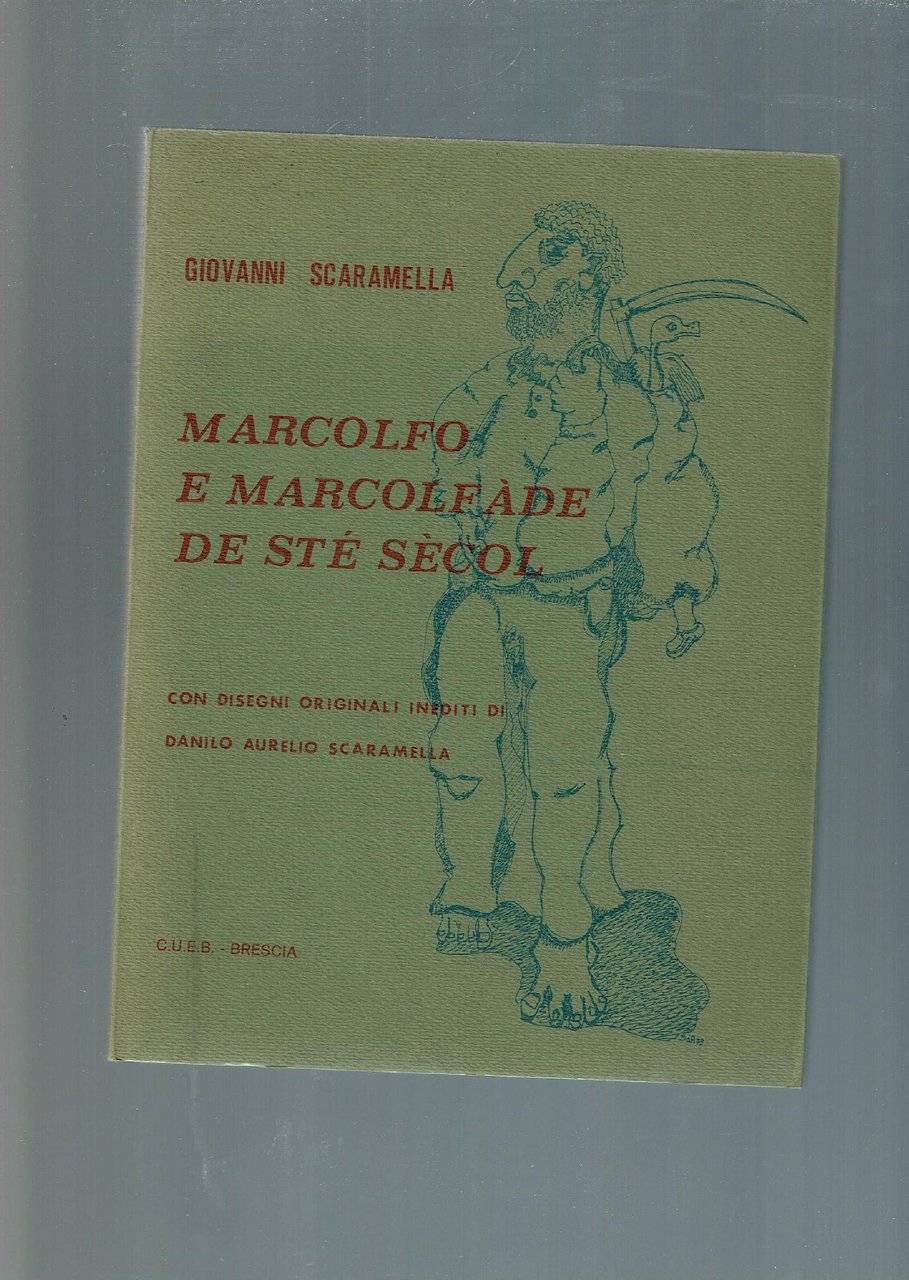 GIOVANNI SCARAMELLA
MARCOLFO
E MARCOLFÀDE
DE STÉ SÈCOL
CON DISEGNI ORIGINALI INEDITI DI
DANILO AURELIO SCARAMELLA
C.U.E.B. - BRESCIA